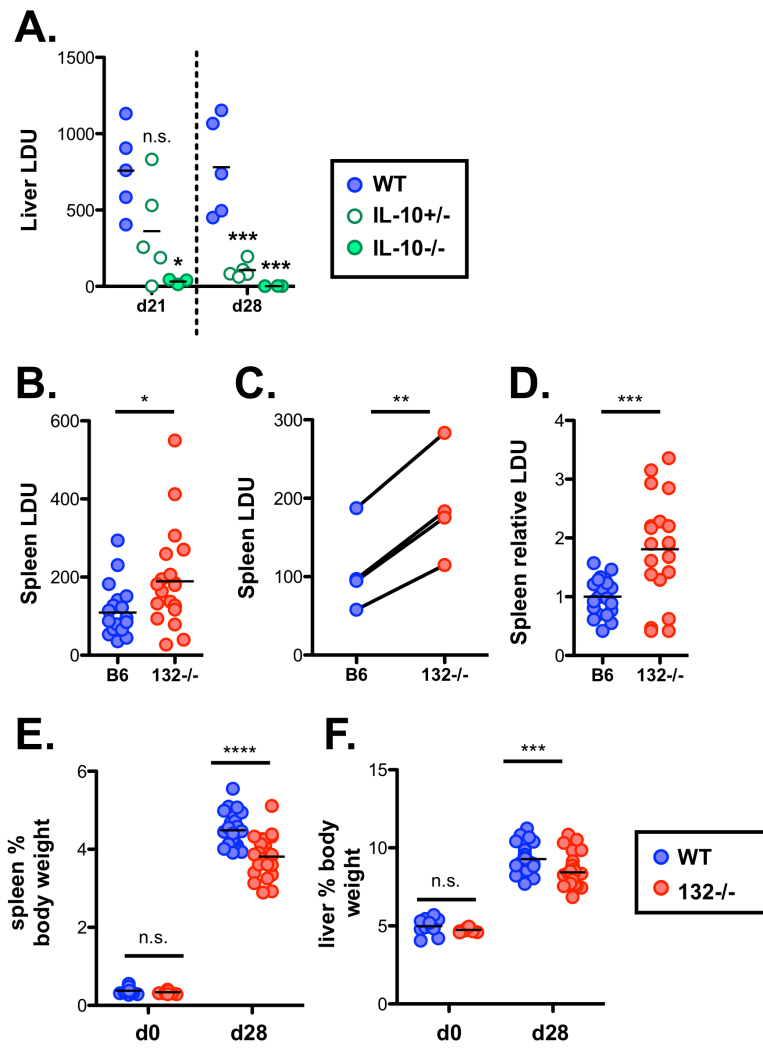 A.
1500
1000
500
0
Liver LDU
n.s.
*
***
***
d21
d28
WT
IL-10+/-
IL-10-/-
B.
C.
D.
*
**
***
600
400
200
0
Spleen LDU
B6
132-/-
300
200
100
0
Spleen LDU
B6
132-/-
4
3
2
1
0
Spleen relative LDU
B6
132-/-
E.
F.
****
***
6
4
2
0
spleen %
body weight
n.s.
d0
d28
15
10
5
0
liver % body
weight
n.s.
d0
d28
WT
132-/-